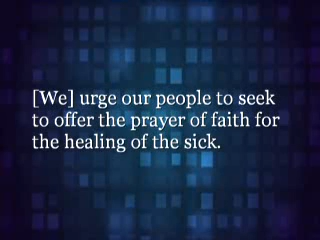 [We] urge our people to seek
to offer the prayer of faith for
the healing of the sick.